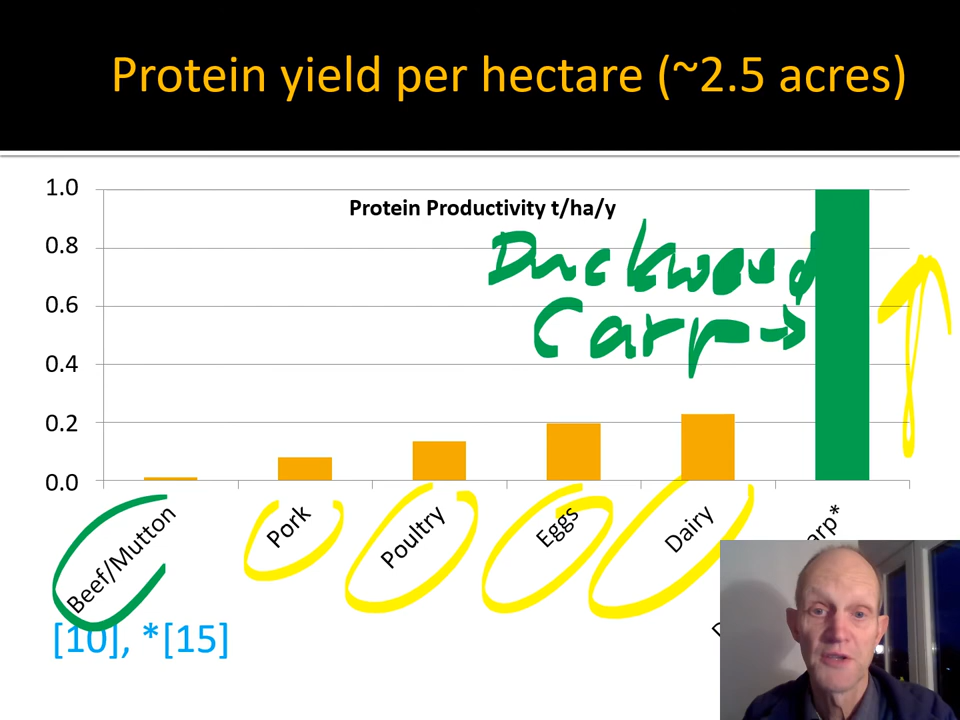 Protein yield per hectare (~2.5 acres)
Protein Productivity t/ha/y
1.0
0.8
0.6
0.4
0.2
0.0
Duckweed
Carp→
Beef/Mutton
Pork
Poultry
Eggs
Dairy
arp*
D
[10], *[15]